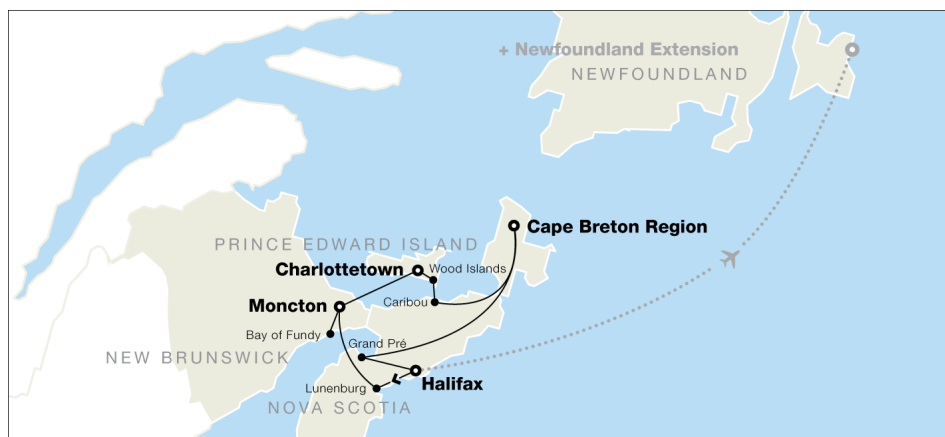 + Newfoundland Extension
NEWFOUNDLAND
Cape Breton Region
PRINCE EDWARD ISLAND
Charlottetown
Wood Islands
Caribou
Moncton
Bay of Fundy
Grand Pré
NEW BRUNSWICK
Halifax
Lunenburg
NOVA SCOTIA